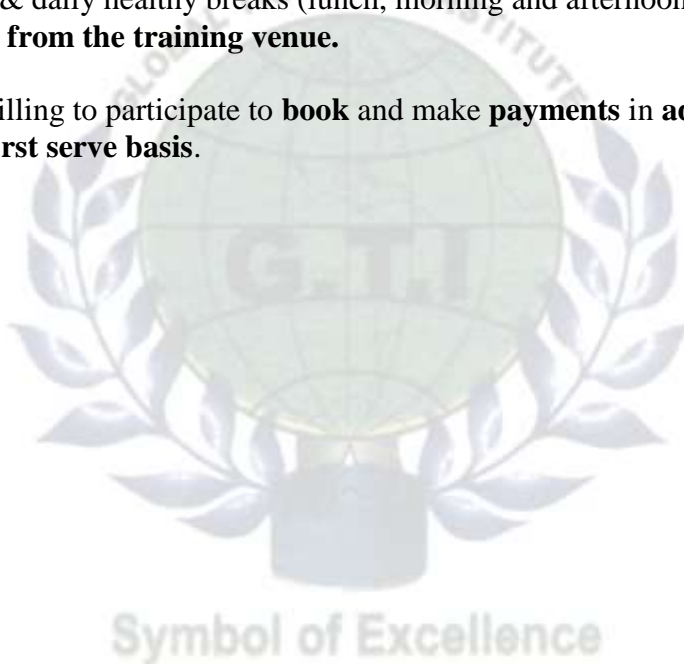 & daily healthy breaks (lunch, morning and afternoon
from the training venue.
illing to participate to book and make payments in
rst serve basis.
G.T.I
Symbol of Excellence